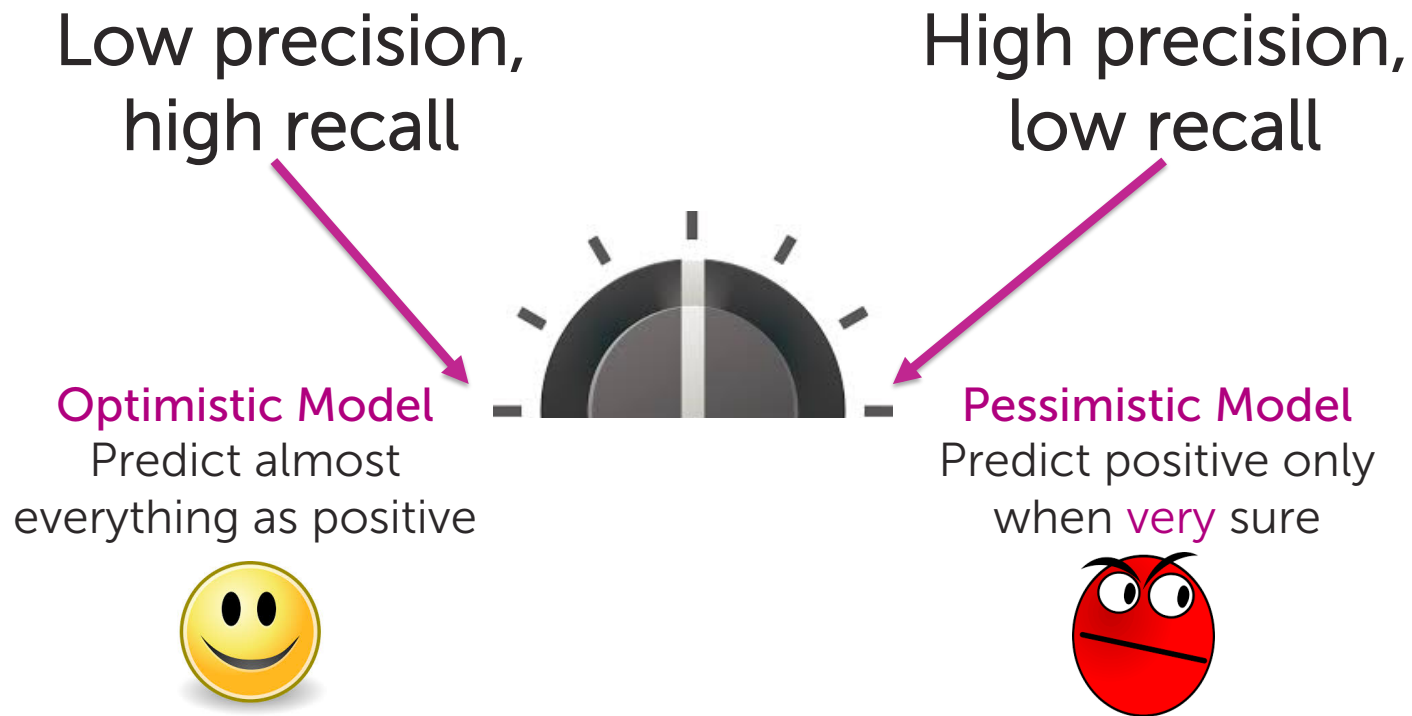 Low precision,
high recall
High precision,
low recall
Optimistic Model
Predict almost
everything as positive
Pessimistic Model
Predict positive only
when very sure